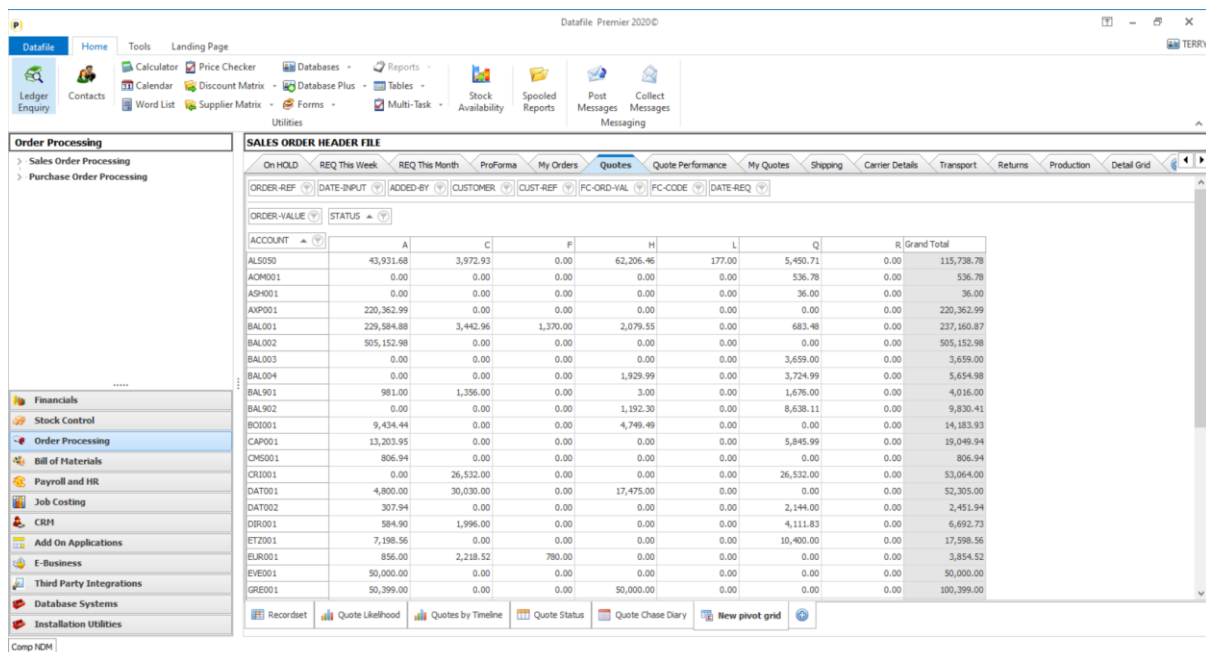 (P)
Datafile Premier 2020©
Datafile Home Tools Landing Page
TERRY
Ledger Enquiry
Contacts
Calculator Price Checker Databases Reports
Calendar Discount Matrix Database Plus Tables
Word List Supplier Matrix Forms Multi-Task
Utilities
Stock Availability
Spooled Reports
Post Messages
Collect Messages
Messaging
Order Processing
Sales Order Processing
Purchase Order Processing
Financials
Stock Control
Order Processing
Bill of Materials
Payroll and HR
Job Costing
CRM
Add On Applications
E-Business
Third Party Integrations
Database Systems
Installation Utilities
Comp NDM
SALES ORDER HEADER FILE
On HOLD REQ This Week REQ This Month ProForma My Orders Quotes Quote Performance My Quotes Shipping Carrier Details Transport Returns Production Detail Grid
ORDER-REF DATE-INPUT ADDED-BY CUSTOMER CUST-REF FC-ORD-VAL FC-CODE DATE-REQ
ORDER-VALUE STATUS
ACCOUNT A C F H L Q R Grand Total
ALS050 43,931.68 3,972.93 0.00 62,206.46 177.00 5,450.71 0.00 115,738.78
AOM001 0.00 0.00 0.00 0.00 0.00 536.78 0.00 536.78
ASH001 0.00 0.00 0.00 0.00 0.00 36.00 0.00 36.00
AXP001 220,362.99 0.00 0.00 0.00 0.00 0.00 0.00 220,362.99
BAL001 229,584.88 3,442.96 1,370.00 2,079.55 0.00 683.48 0.00 237,160.87
BAL002 505,152.98 0.00 0.00 0.00 0.00 0.00 0.00 505,152.98
BAL003 0.00 0.00 0.00 0.00 0.00 3,659.00 0.00 3,659.00
BAL004 0.00 0.00 0.00 1,929.99 0.00 3,724.99 0.00 5,654.98
BAL901 981.00 1,356.00 0.00 3.00 0.00 1,676.00 0.00 4,016.00
BAL902 0.00 0.00 0.00 1,192.30 0.00 8,638.11 0.00 9,830.41
BOI001 9,434.44 0.00 0.00 4,749.49 0.00 0.00 0.00 14,183.93
CAP001 13,203.95 0.00 0.00 0.00 0.00 5,845.99 0.00 19,049.94
CMS001 806.94 0.00 0.00 0.00 0.00 0.00 0.00 806.94
CRI001 0.00 26,532.00 0.00 0.00 0.00 26,532.00 0.00 53,064.00
DAT001 4,800.00 30,030.00 0.00 17,475.00 0.00 0.00 0.00 52,305.00
DAT002 307.94 0.00 0.00 0.00 0.00 2,144.00 0.00 2,451.94
DIR001 584.90 1,996.00 0.00 0.00 0.00 4,111.83 0.00 6,692.73
ETZ001 7,198.56 0.00 0.00 0.00 0.00 10,400.00 0.00 17,598.56
EUR001 856.00 2,218.52 780.00 0.00 0.00 0.00 0.00 3,854.52
EVE001 50,000.00 0.00 0.00 0.00 0.00 0.00 0.00 50,000.00
GRE001 50,399.00 0.00 0.00 50,000.00 0.00 0.00 0.00 100,399.00
Recordset Quote Likelihood Quotes by Timeline Quote Status Quote Chase Diary New pivot grid